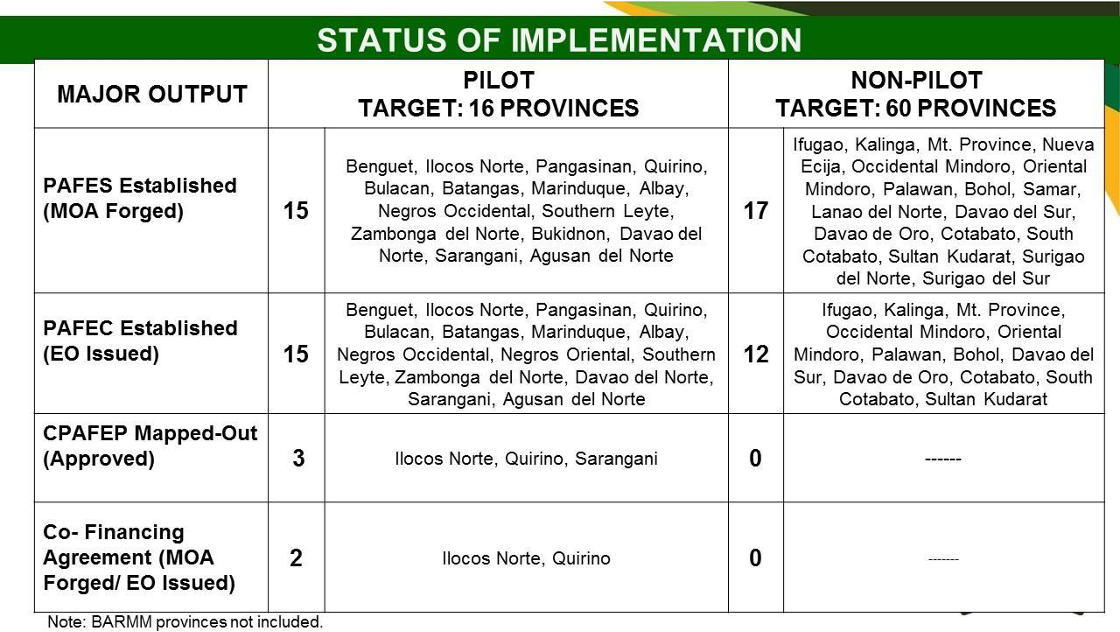 STATUS OF IMPLEMENTATION
MAJOR OUTPUT
PILOT
TARGET: 16 PROVINCES
NON-PILOT
TARGET: 60 PROVINCES
PAFES Established
(MOA Forged)
15
Benguet, Ilocos Norte, Pangasinan, Quirino,
Bulacan, Batangas, Marinduque, Albay,
Negros Occidental, Southern Leyte,
Zambonga del Norte, Bukidnon, Davao del
Norte, Sarangani, Agusan del Norte
17
Ifugao, Kalinga, Mt. Province, Nueva
Ecija, Occidental Mindoro, Oriental
Mindoro, Palawan, Bohol, Samar,
Lanao del Norte, Davao del Sur,
Davao de Oro, Cotabato, South
Cotabato, Sultan Kudarat, Surigao
del Norte, Surigao del Sur
PAFEC Established
(EO Issued)
15
Benguet, Ilocos Norte, Pangasinan, Quirino,
Bulacan, Batangas, Marinduque, Albay,
Negros Occidental, Negros Oriental, Southern
Leyte, Zambonga del Norte, Davao del Norte,
Sarangani, Agusan del Norte
12
Ifugao, Kalinga, Mt. Province,
Occidental Mindoro, Oriental
Mindoro, Palawan, Bohol, Davao del
Sur, Davao de Oro, Cotabato, South
Cotabato, Sultan Kudarat
CPAFEP Mapped-Out
(Approved)
3
Ilocos Norte, Quirino, Sarangani
0
------
Co- Financing
Agreement (MOA
Forged/ EO Issued)
2
Ilocos Norte, Quirino
0
-------
Note: BARMM provinces not included.